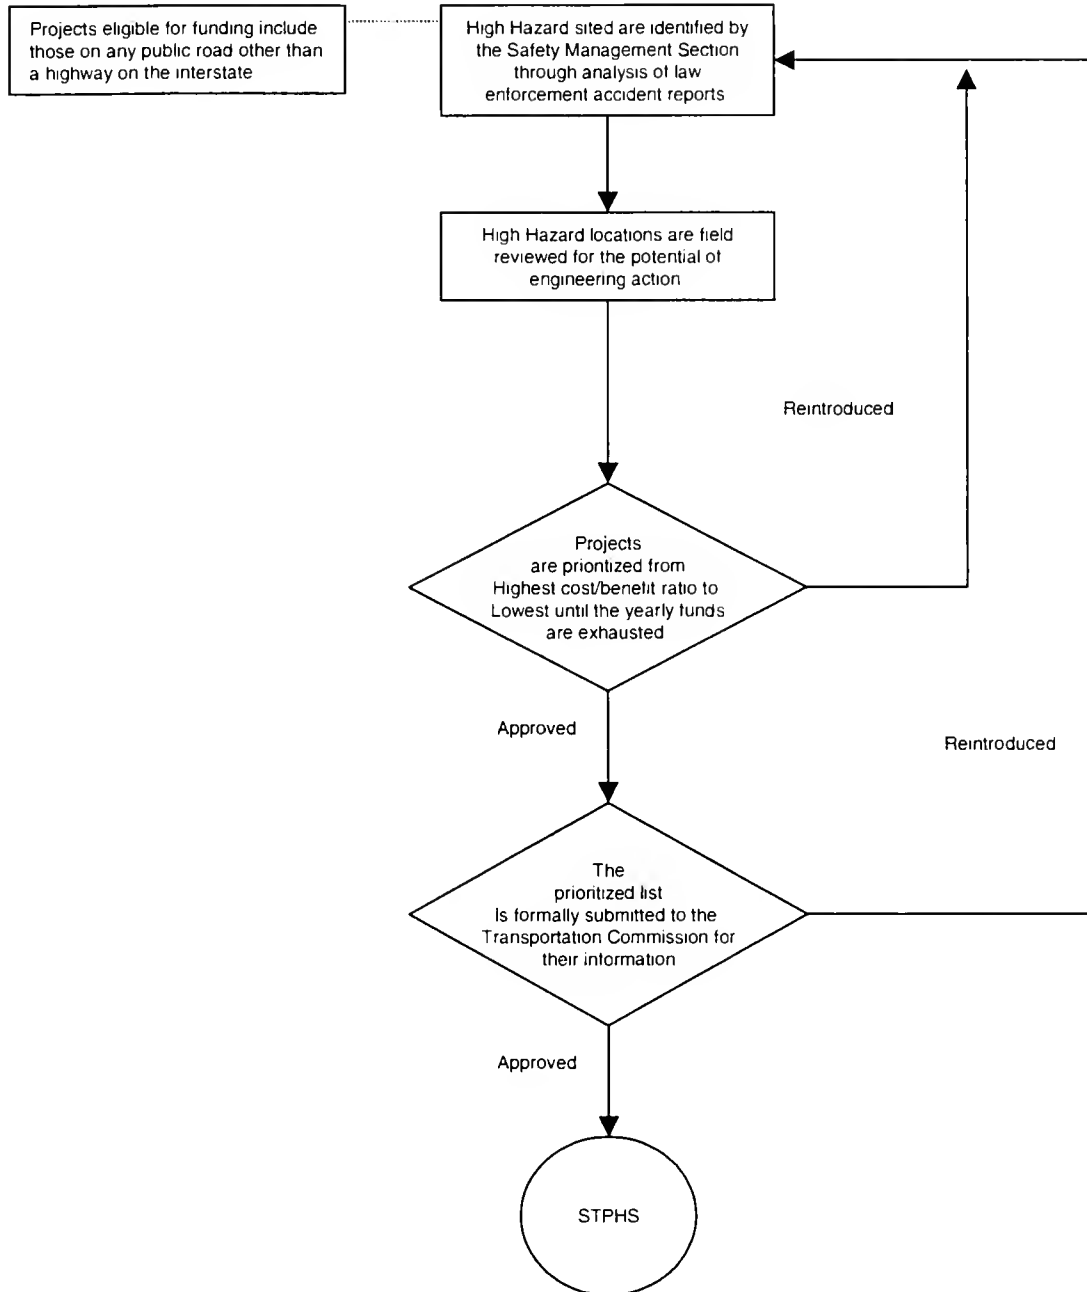 Projects eligible for funding include
those on any public road other than
a highway on the interstate
High Hazard sited are identified by
the Safety Management Section
through analysis of law
enforcement accident reports
High Hazard locations are field
reviewed for the potential of
engineering action
Reintroduced
Projects
are prioritized from
Highest cost/benefit ratio to
Lowest until the yearly funds
are exhausted
Approved
Reintroduced
The
prioritized list
Is formally submitted to the
Transportation Commission for
their information
Approved
STPHS